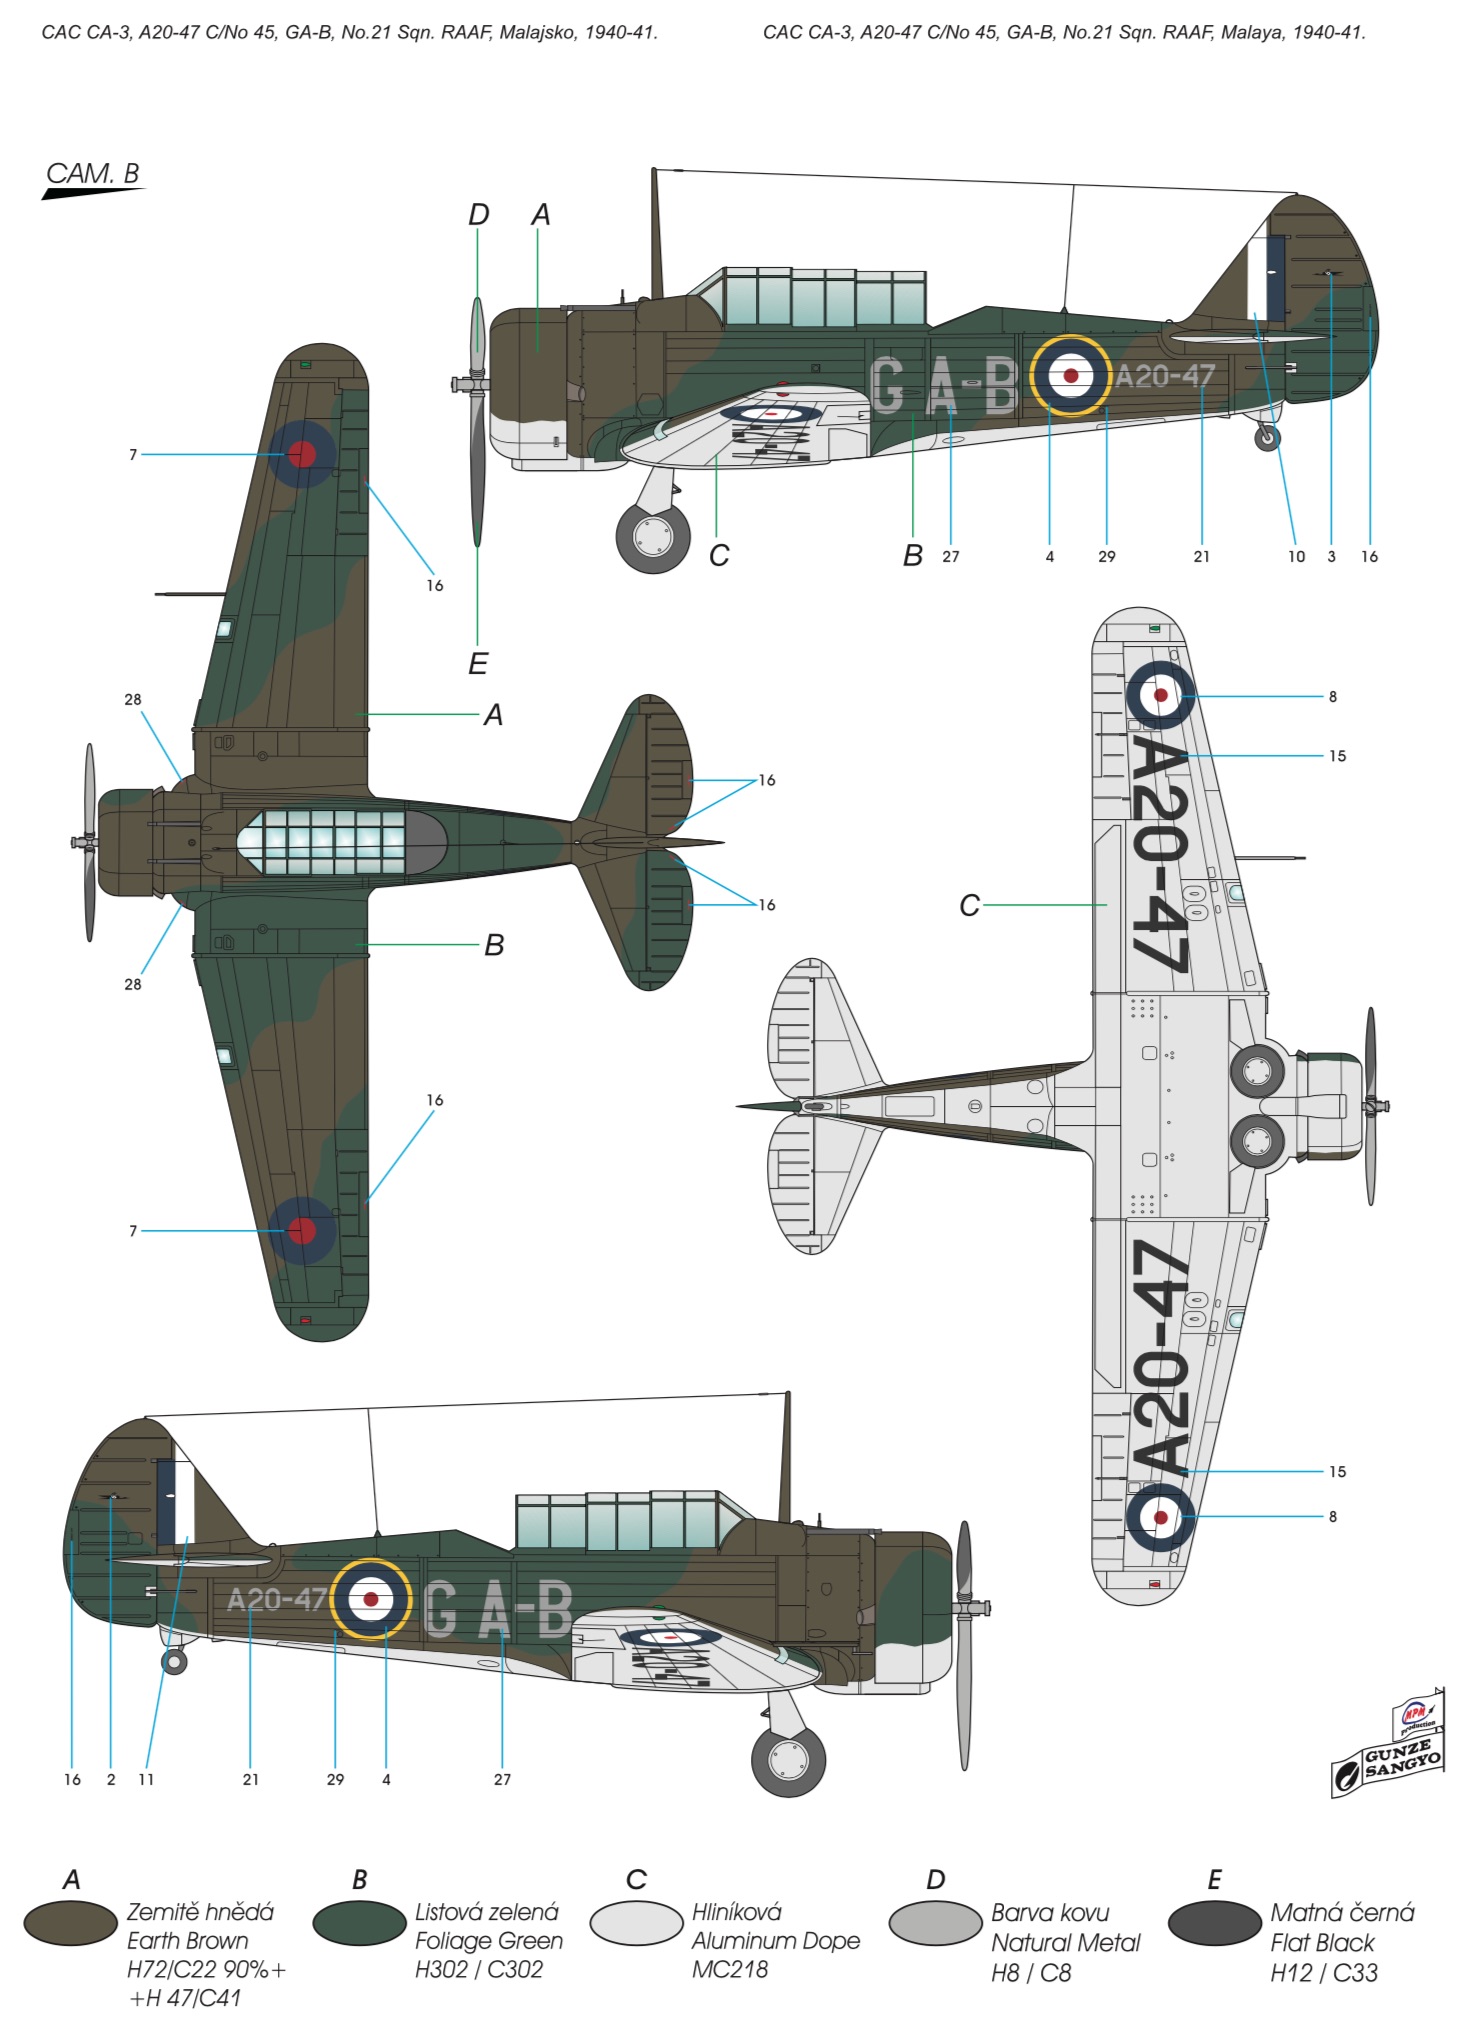 CAC CA-3, A20-47 C/No 45, GA-B, No.21 Sqn. RAAF, Malajsko, 1940-41.
CAC CA-3, A20-47 C/No 45, GA-B, No.21 Sqn. RAAF, Malaya, 1940-41.
CAM. B
D
A
GA-B
A20-47
C
B
27
4
29
21
10
3
16
E
7
16
28
A
16
B
16
28
16
7
8
15
A20-47
C
A20-47
15
8
A20-47
GA-B
16
2
11
21
29
4
27
MPM
Production
GUNZE
SANGYO
A
Zemitě hnědá
Earth Brown
H72/C22 90%+
+H 47/C41
B
Listová zelená
Foliage Green
H302 / C302
C
Hliníková
Aluminum Dope
MC218
D
Barva kovu
Natural Metal
H8 / C8
E
Matná černá
Flat Black
H12 / C33